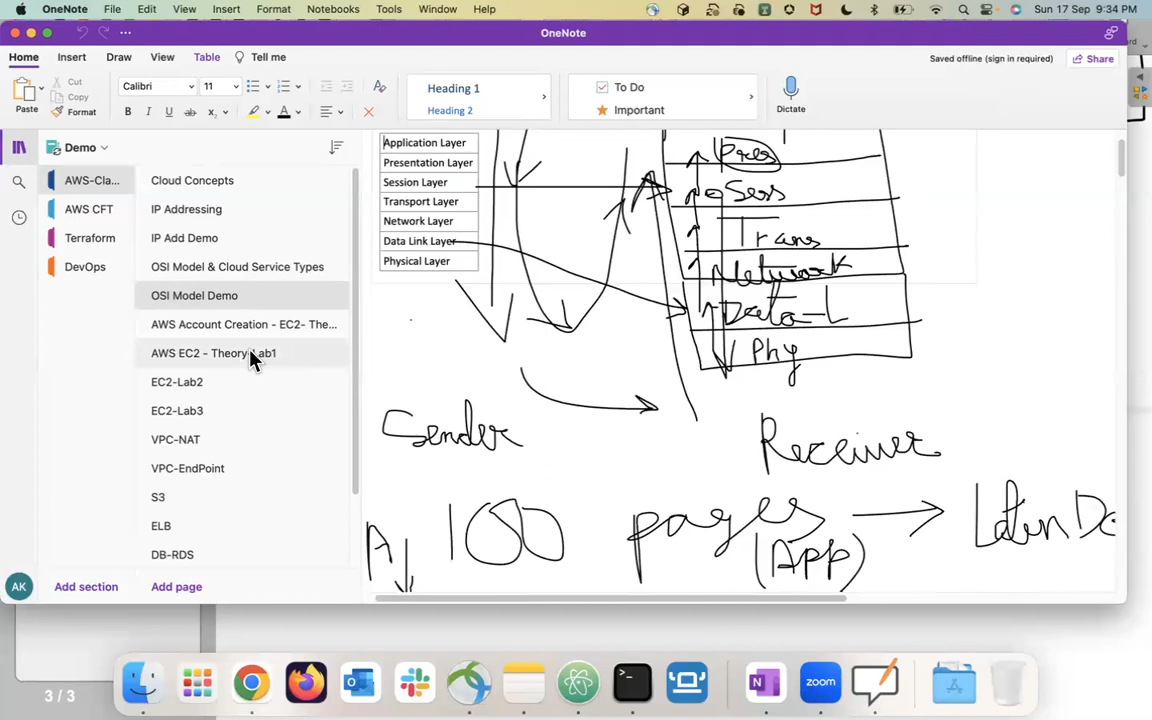 OneNote File Edit View Insert Format Notebooks Tools Window Help Sun 17 Sep 9:34 PM
OneNote
Home Insert Draw View Table Tell me Saved offline (sign in required) Share
Paste Cut Copy Format Calibri 11 Heading 1 Heading 2 To Do Important Dictate
B I U ab x₂ A
Demo
AWS-Cla...
AWS CFT
Terraform
DevOps
Cloud Concepts
IP Addressing
IP Add Demo
OSI Model & Cloud Service Types
OSI Model Demo
AWS Account Creation - EC2- The...
AWS EC2 - Theory-Lab1
EC2-Lab2
EC2-Lab3
VPC-NAT
VPC-EndPoint
S3
ELB
DB-RDS
Application Layer
Presentation Layer
Session Layer
Transport Layer
Network Layer
Data Link Layer
Physical Layer
Pres
Sess
Trans
Network
Data-L
Phy
Sender
Receiver
A 100 pages
(App)
AK Add section Add page
3 / 3
zoom